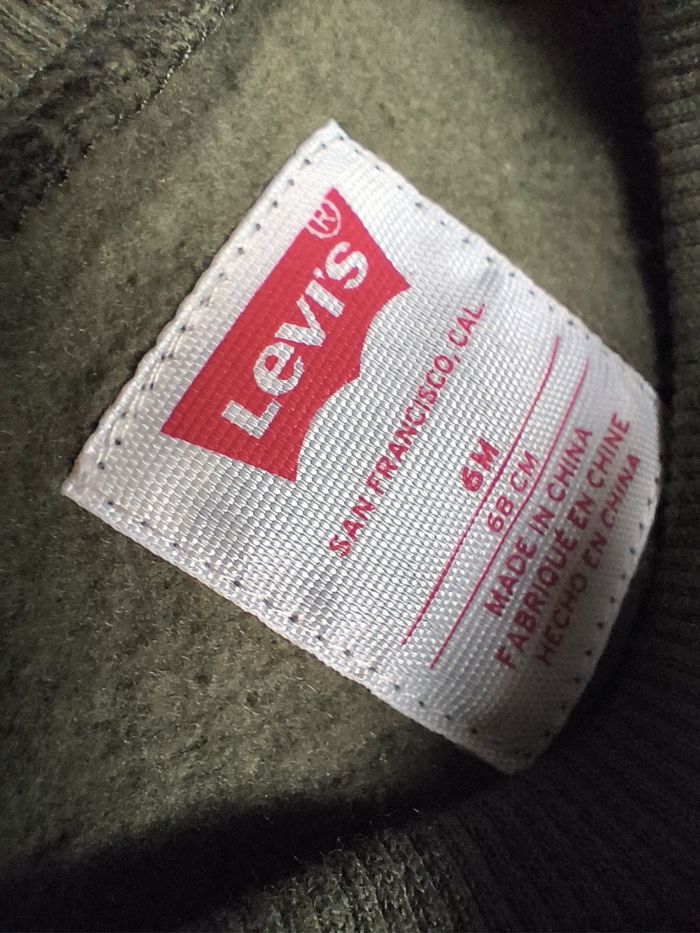 Levi's®
SAN FRANCISCO, CAL.
6M
68 CM
MADE IN CHINA
FABRIQUÉ EN CHINE
HECHO EN CHINA